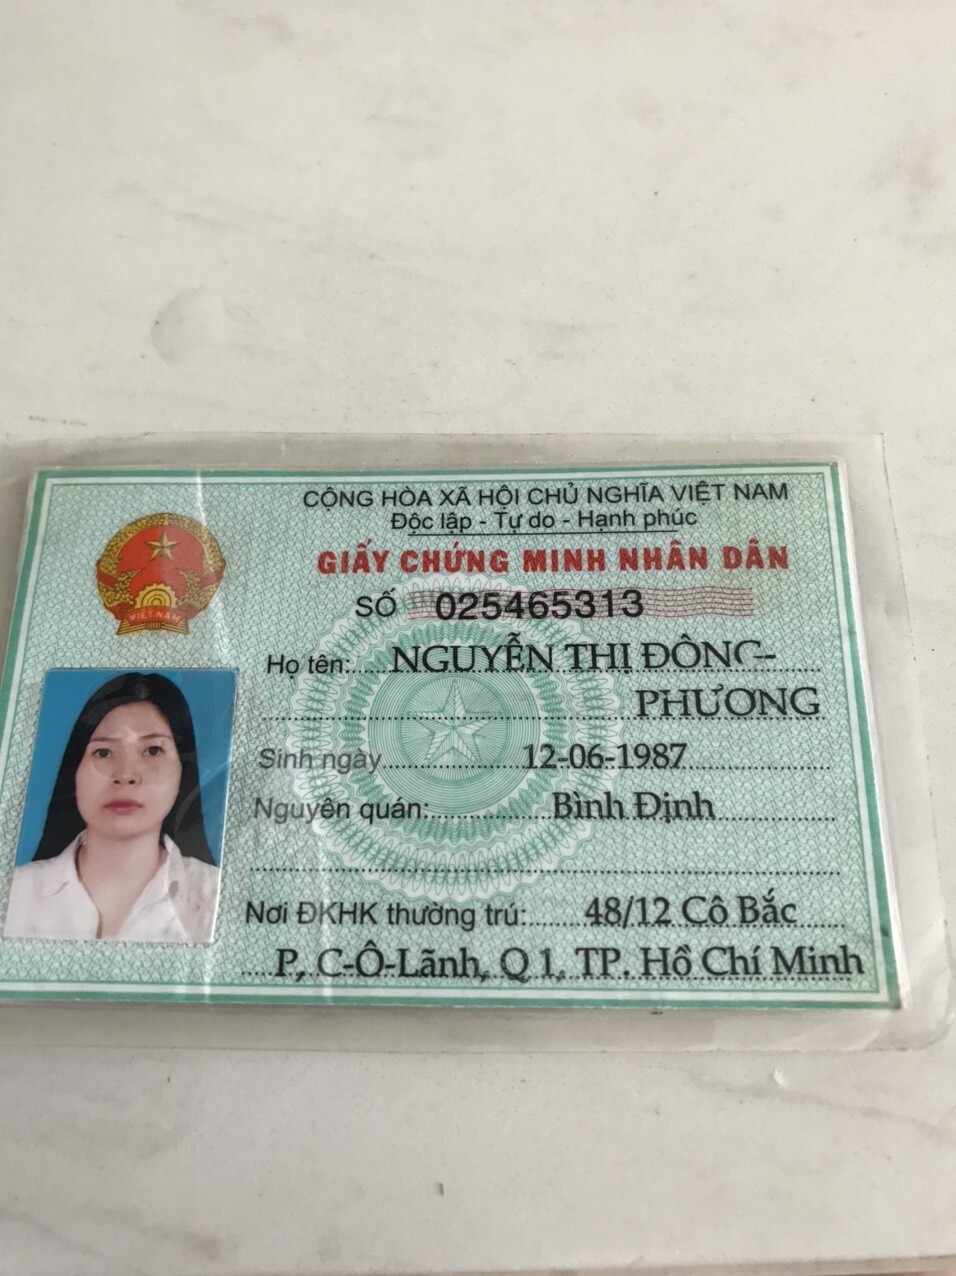 CỘNG HÒA XÃ HỘI CHỦ NGHĨA VIỆT NAM
Độc lập - Tự do - Hạnh phúc
GIẤY CHỨNG MINH NHÂN DÂN
SỐ 025465313
Họ tên: NGUYỄN THỊ ĐÔNG-
PHƯƠNG
Sinh ngày 12-06-1987
Nguyên quán: Bình Định
Nơi ĐKHK thường trú: 48/12 Cô Bắc
P, C-Ô-Lãnh, Q 1, TP. Hồ Chí Minh
VIỆT NAM